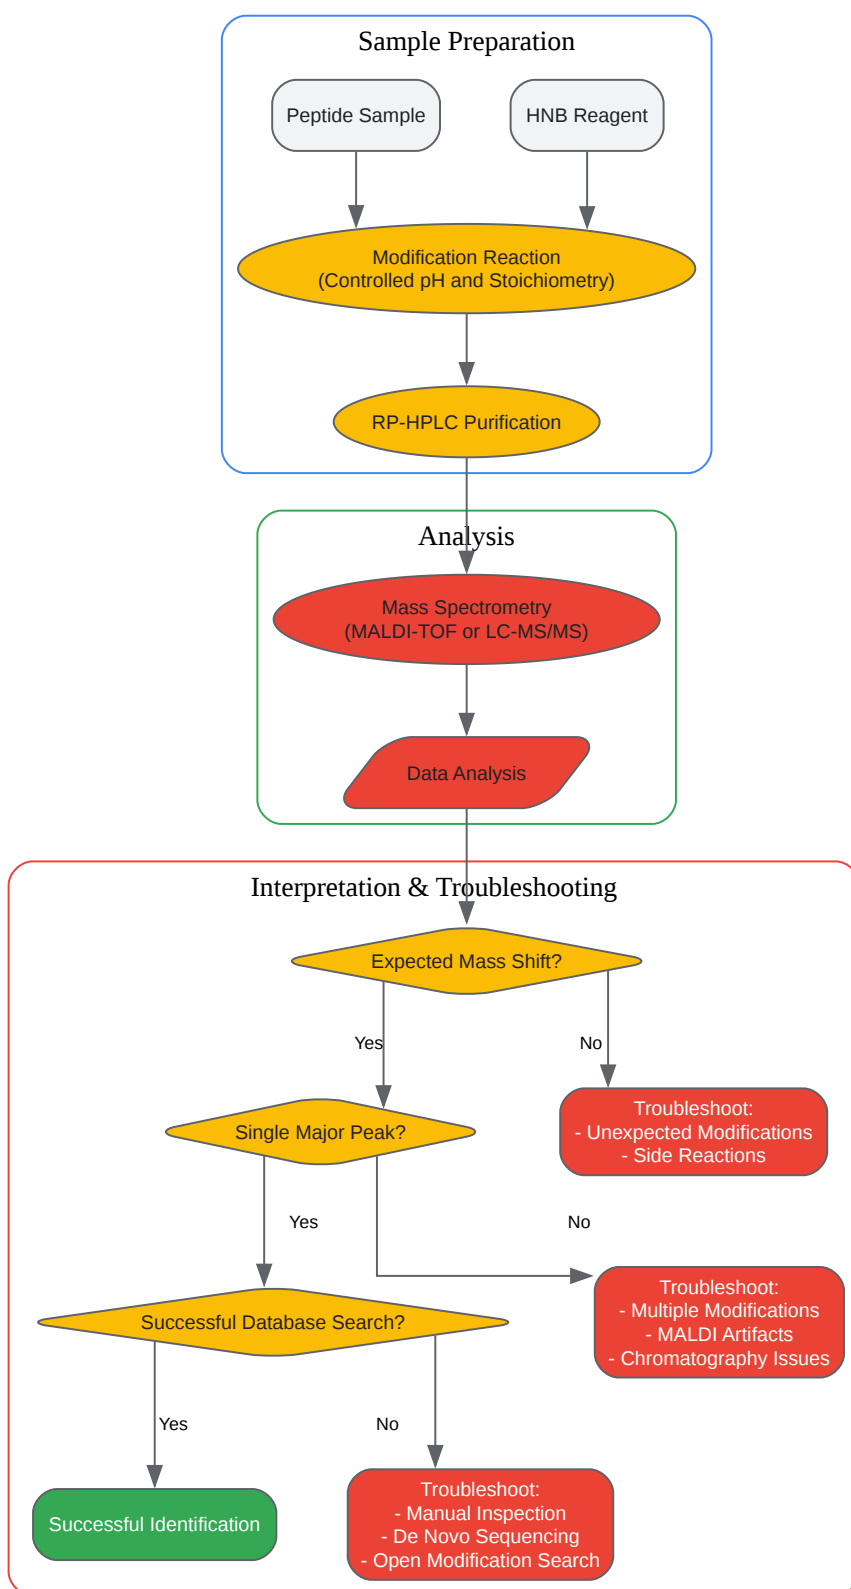 Sample Preparation
Peptide Sample
HNB Reagent
Modification Reaction
(Controlled pH and Stoichiometry)
RP-HPLC Purification
Analysis
Mass Spectrometry
(MALDI-TOF or LC-MS/MS)
Data Analysis
Interpretation & Troubleshooting
Expected Mass Shift?
Yes
No
Troubleshoot:
- Unexpected Modifications
- Side Reactions
Single Major Peak?
Yes
No
Troubleshoot:
- Multiple Modifications
- MALDI Artifacts
- Chromatography Issues
Successful Database Search?
Yes
No
Successful Identification
Troubleshoot:
- Manual Inspection
- De Novo Sequencing
- Open Modification Search